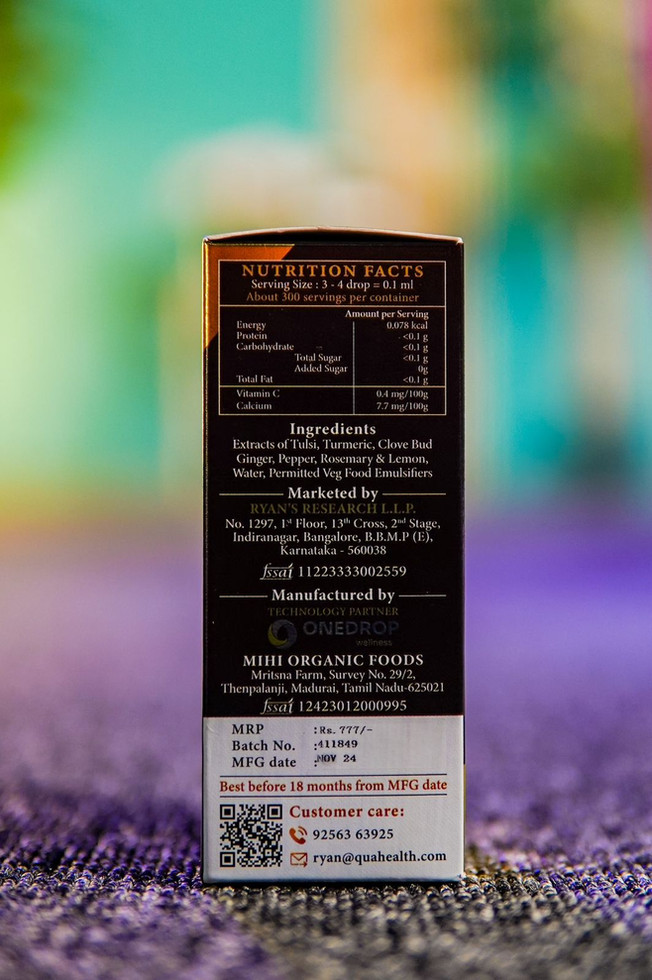 NUTRITION FACTS
Serving Size : 3 - 4 drop = 0.1 ml
About 300 servings per container
Amount per Serving
Energy 0.078 kcal
Protein <0.1 g
Carbohydrate <0.1 g
Total Sugar <0.1 g
Added Sugar 0g
Total Fat <0.1 g
Vitamin C 0.4 mg/100g
Calcium 7.7 mg/100g
Ingredients
Extracts of Tulsi, Turmeric, Clove Bud
Ginger, Pepper, Rosemary & Lemon,
Water, Permitted Veg Food Emulsifiers
Marketed by
RYAN'S RESEARCH L.L.P.
No. 1297, 1st Floor, 13th Cross, 2nd Stage,
Indiranagar, Bangalore, B.B.M.P (E),
Karnataka - 560038
fssai 11223333002559
Manufactured by
TECHNOLOGY PARTNER
ONEDROP
wellness
MIHI ORGANIC FOODS
Mritsna Farm, Survey No. 29/2,
Thenpalanji, Madurai, Tamil Nadu-625021
fssai 12423012000995
MRP :Rs. 777/-
Batch No. :411849
MFG date :NOV 24
Best before 18 months from MFG date
Customer care:
92563 63925
ryan@quahealth.com